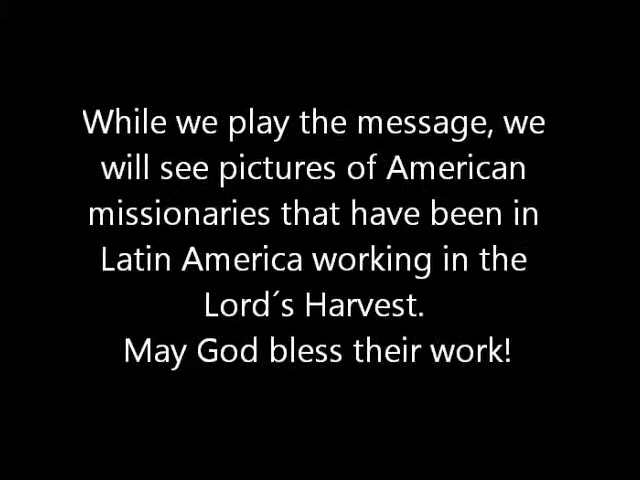 While we play the message, we
will see pictures of American
missionaries that have been in
Latin America working in the
Lord´s Harvest.
May God bless their work!